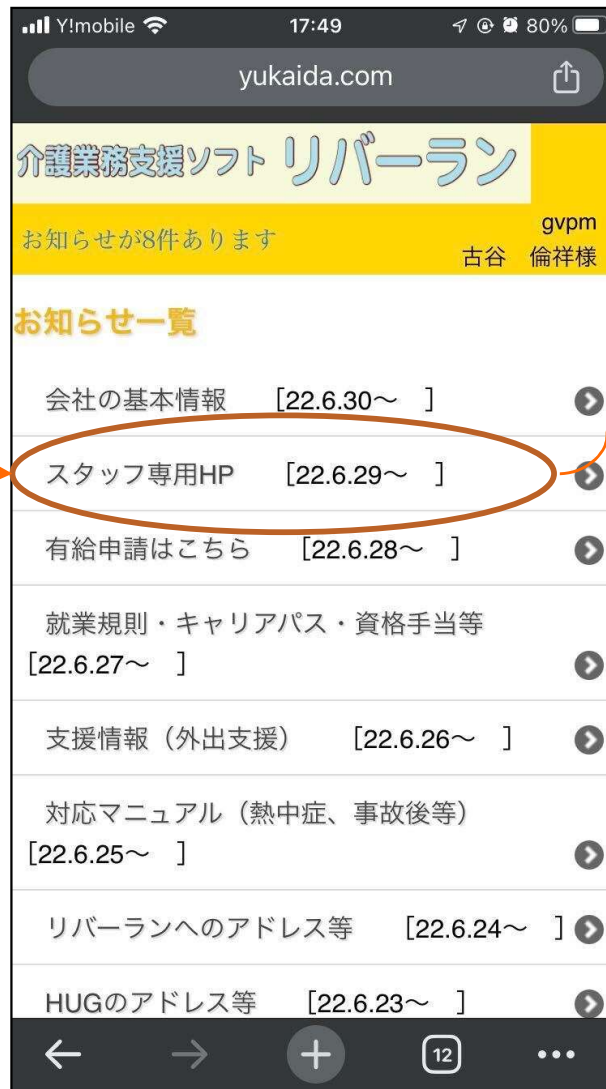 Y!mobile 17:49 80%
yukaida.com
介護業務支援ソフト リバーラン
お知らせが8件あります
gvpm
古谷　倫祥様
お知らせ一覧
会社の基本情報　［22.6.30～　］
スタッフ専用HP　［22.6.29～　］
有給申請はこちら　［22.6.28～　］
就業規則・キャリアパス・資格手当等
［22.6.27～　］
支援情報（外出支援）　［22.6.26～　］
対応マニュアル（熱中症、事故後等）
［22.6.25～　］
リバーランへのアドレス等　［22.6.24～　］
HUGのアドレス等　［22.6.23～　］
12